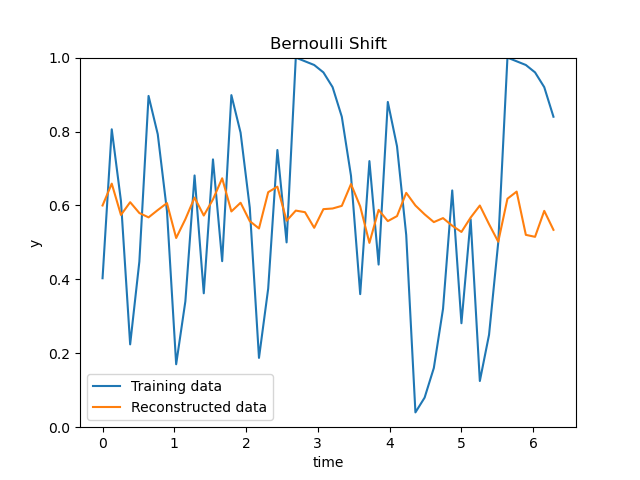 Bernoulli Shift
1.0
0.8
0.6
0.4
0.2
0.0
y
Training data
Reconstructed data
0 1 2 3 4 5 6
time